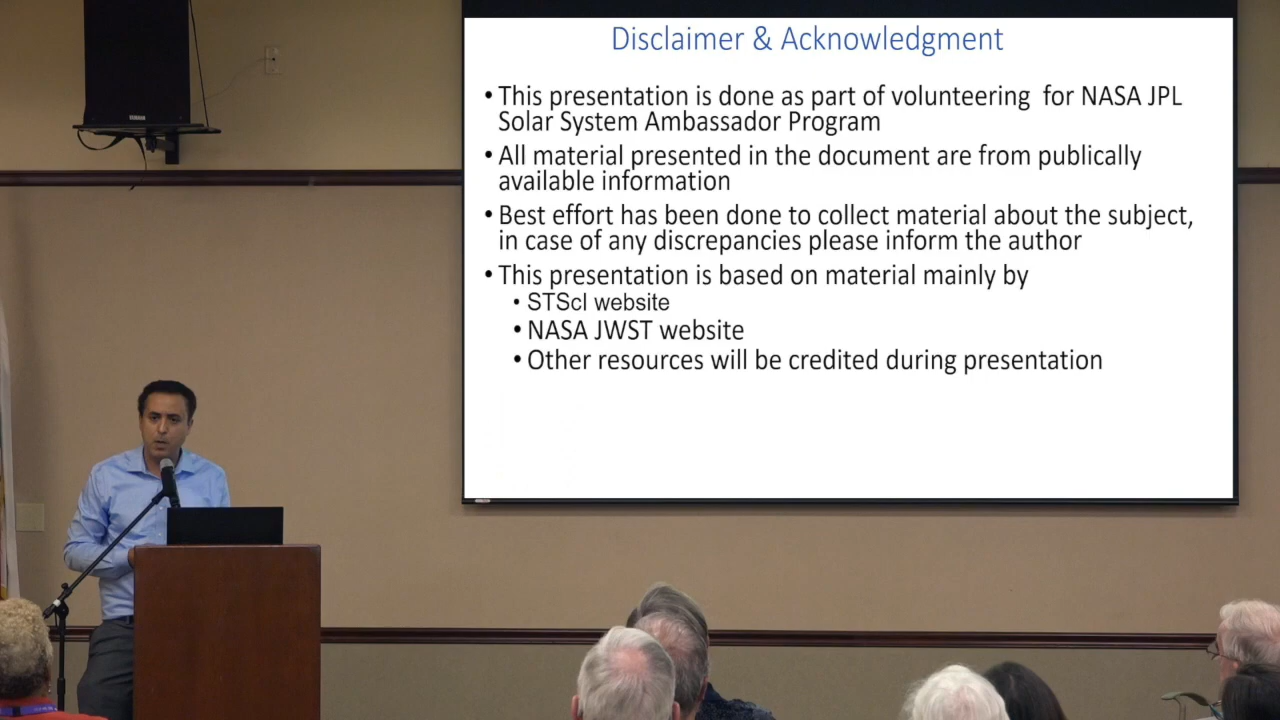 Disclaimer & Acknowledgment
• This presentation is done as part of volunteering for NASA JPL
Solar System Ambassador Program
• All material presented in the document are from publically
available information
• Best effort has been done to collect material about the subject,
in case of any discrepancies please inform the author
• This presentation is based on material mainly by
• STScI website
• NASA JWST website
• Other resources will be credited during presentation
YAMAHA